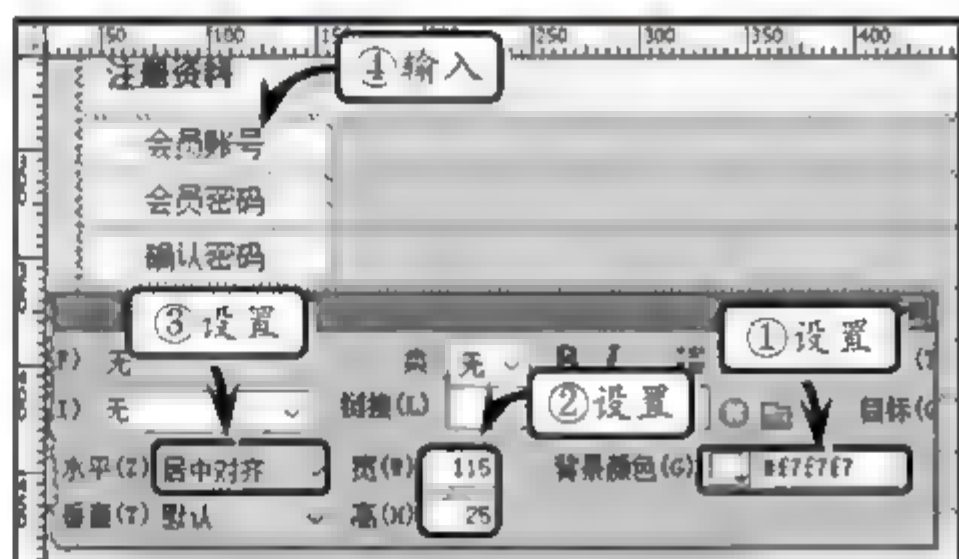 50 100 150 250 300 350 400
注册资料
④输入
会员账号
会员密码
确认密码
③设置
①设置
无 类 无 B I
②设置
I) 无 链接(L) 目标(
水平(Z) 居中对齐 宽(W) 115 背景颜色(G) #f7f7f7
垂直(T) 默认 高(H) 25